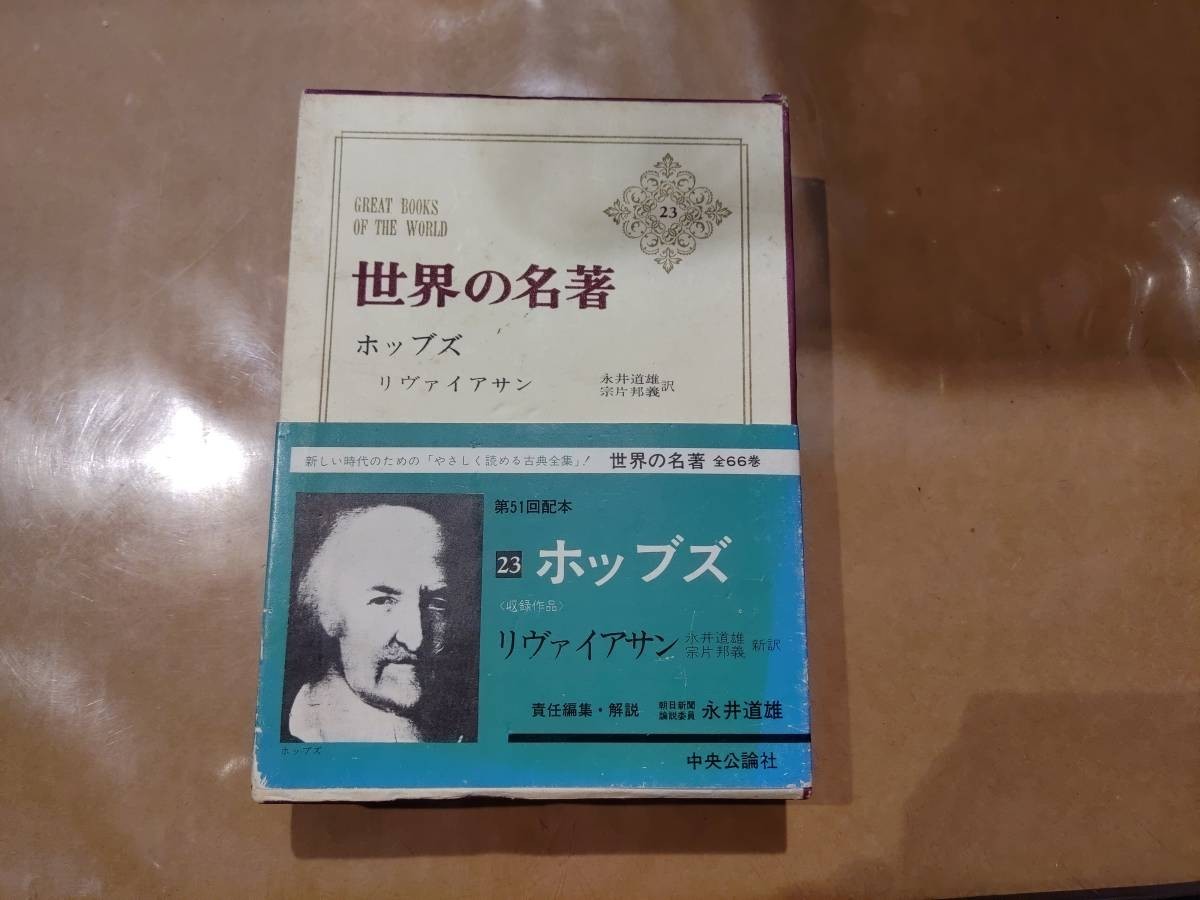 GREAT BOOKS
OF THE WORLD
23
世界の名著
ホッブズ
リヴァイアサン
永井道雄
宗片邦義 訳
新しい時代のための「やさしく読める古典全集」! 世界の名著 全66巻
第51回配本
23 ホッブズ
〈収録作品〉
リヴァイアサン 永井道雄
宗片邦義 新訳
責任編集・解説 朝日新聞
論説委員 永井道雄
ホッブズ
中央公論社